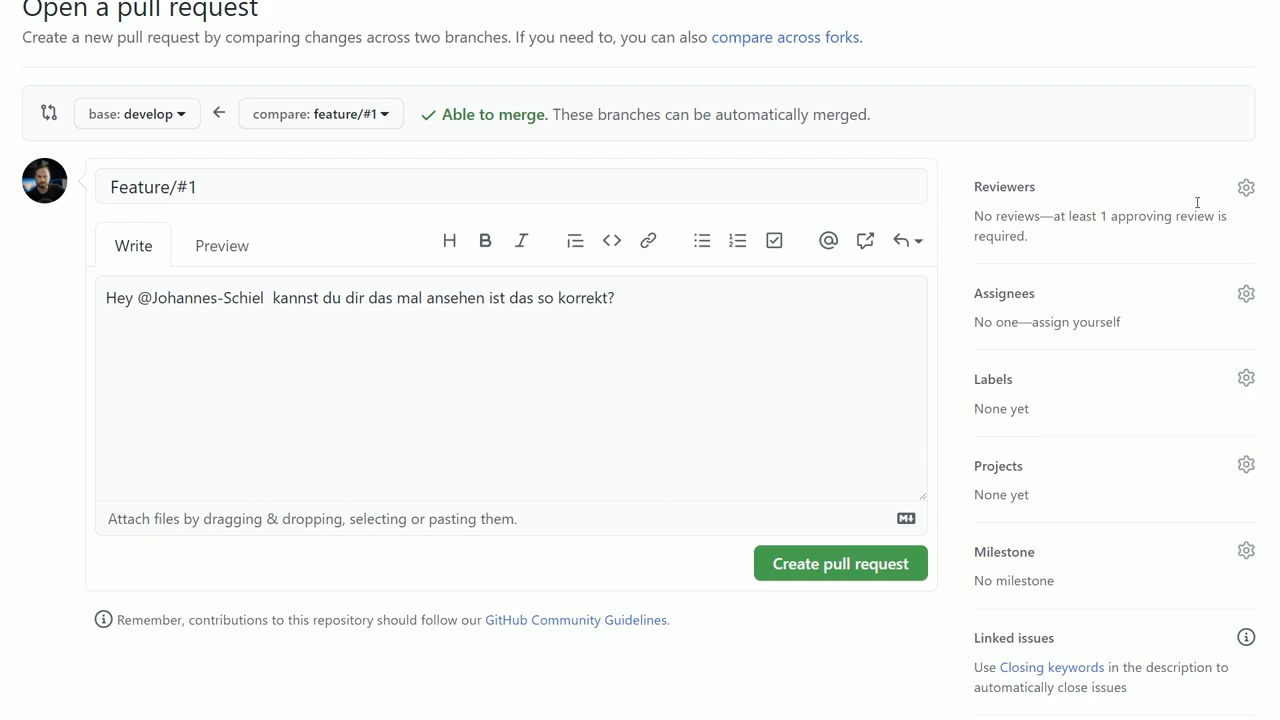 Open a pull request
Create a new pull request by comparing changes across two branches. If you need to, you can also compare across forks.
base: develop
compare: feature/#1
Able to merge. These branches can be automatically merged.
Feature/#1
Write
Preview
Hey @Johannes-Schiel  kannst du dir das mal ansehen ist das so korrekt?
Attach files by dragging & dropping, selecting or pasting them.
Create pull request
Remember, contributions to this repository should follow our GitHub Community Guidelines.
Reviewers
No reviews—at least 1 approving review is
required.
Assignees
No one—assign yourself
Labels
None yet
Projects
None yet
Milestone
No milestone
Linked issues
Use Closing keywords in the description to
automatically close issues